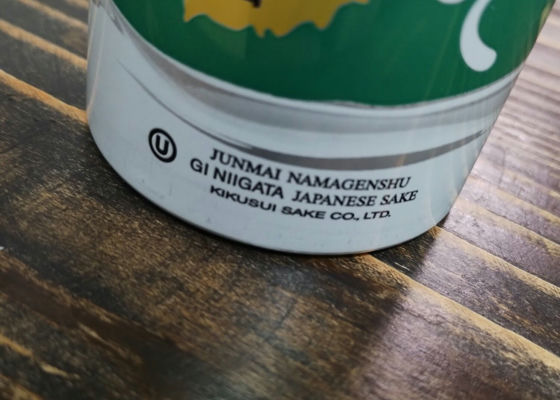 U
JUNMAI NAMAGENSHU
GI NIIGATA JAPANESE SAKE
KIKUSUI SAKE CO., LTD.